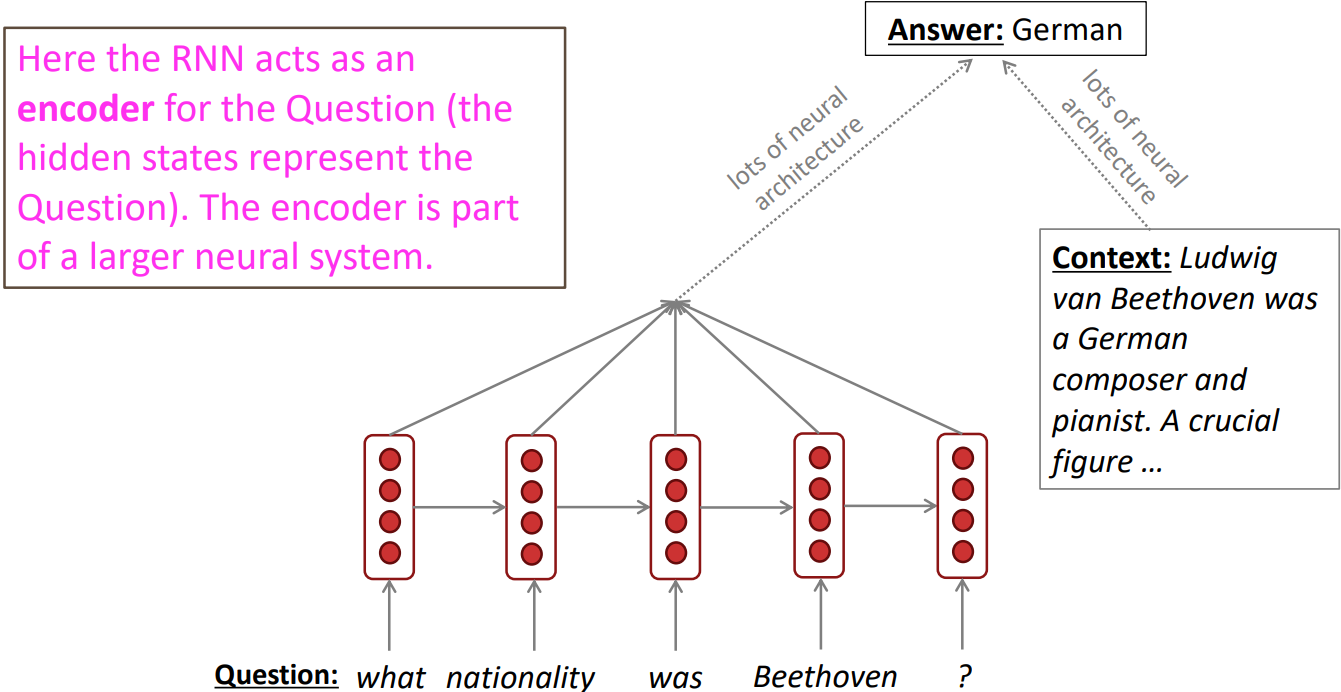 Here the RNN acts as an
encoder for the Question (the
hidden states represent the
Question). The encoder is part
of a larger neural system.
Answer: German
lots of neural
architecture
lots of neural
architecture
Context: Ludwig
van Beethoven was
a German
composer and
pianist. A crucial
figure ...
Question: what nationality was Beethoven ?